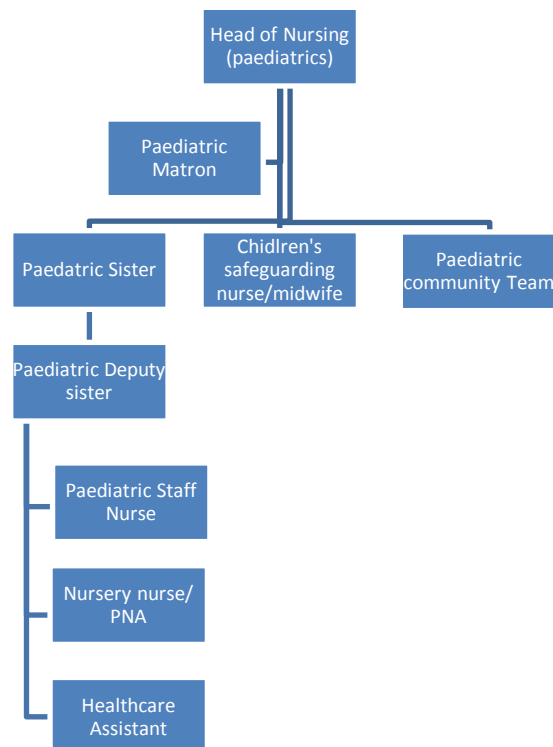 Head of Nursing
(paediatrics)
Paediatric
Matron
Paedatric Sister
Chidlren's
safeguarding
nurse/midwife
Paediatric
community Team
Paediatric Deputy
sister
Paediatric Staff
Nurse
Nursery nurse/
PNA
Healthcare
Assistant